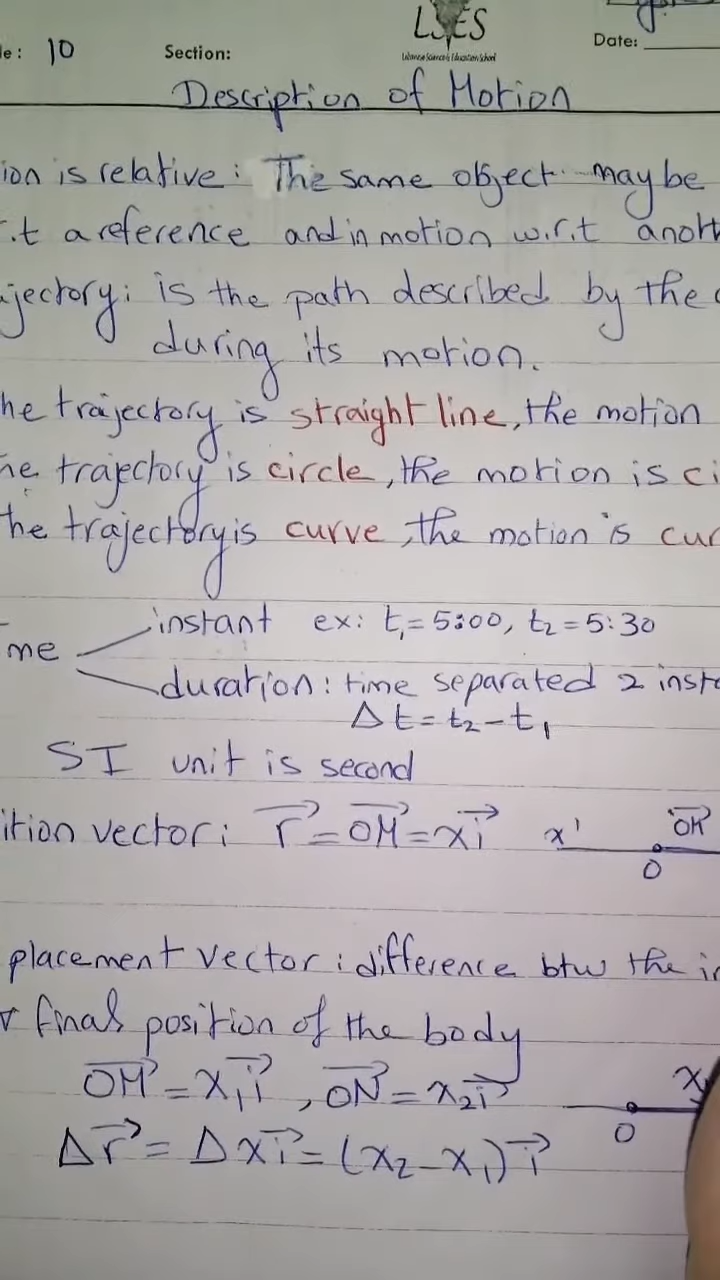 e: 10 Section: LSES Date:
Description of Motion
ion is relative: The same object may be
r.t a reference and in motion w.r.t anoth
ajectory: is the path described by the
during its motion.
he trajectory is straight line, the motion
he trajectory is circle, the motion is ci
the trajectory is curve, the motion is cur
me
instant ex: t₁=5:00, t₂=5:30
duration: time separated 2 inst
Δt=t₂-t₁
SI unit is second
ition vector: r⃗=OM⃗=xi⃗ x' OM⃗
O
placement vector: difference btw the in
final position of the body
OM⃗=x₁i⃗, ON⃗=x₂i⃗ x
O
Δr⃗=Δxi⃗=(x₂-x₁)i⃗